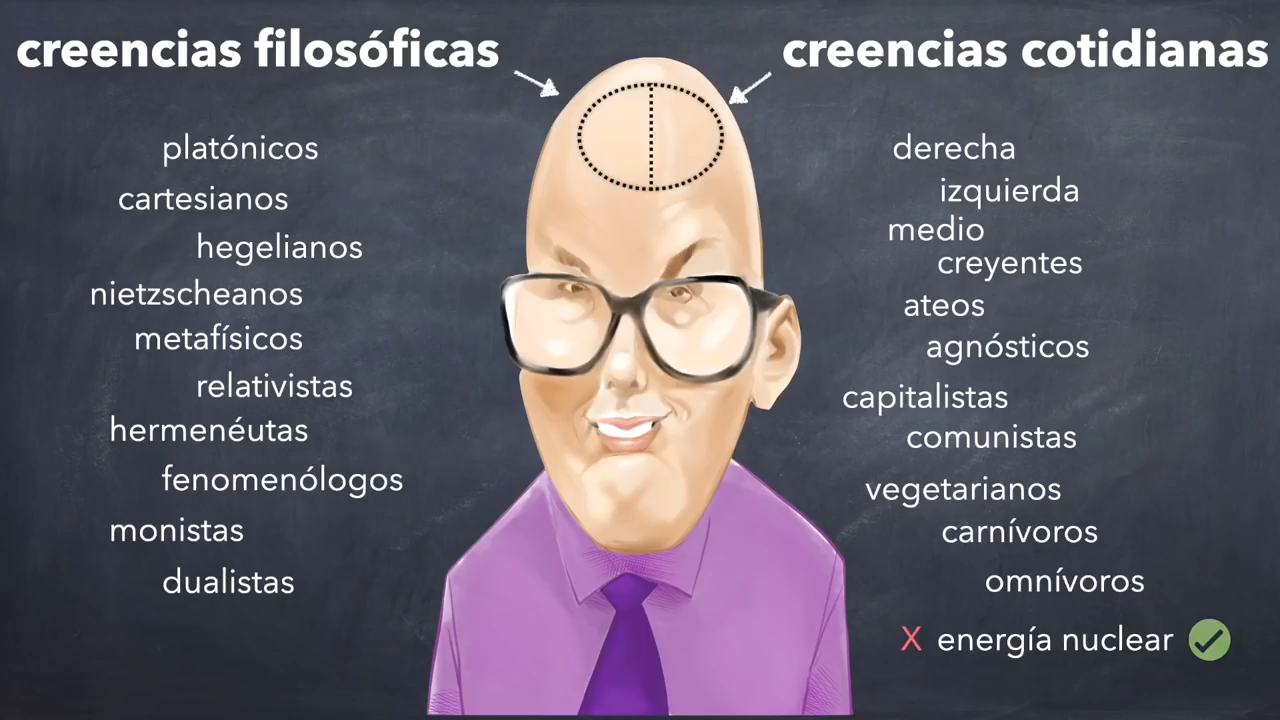 creencias filosóficas
platónicos
cartesianos
hegelianos
nietzscheanos
metafísicos
relativistas
hermenéutas
fenomenólogos
monistas
dualistas
creencias cotidianas
derecha
izquierda
medio
creyentes
ateos
agnósticos
capitalistas
comunistas
vegetarianos
carnívoros
omnívoros
X energía nuclear